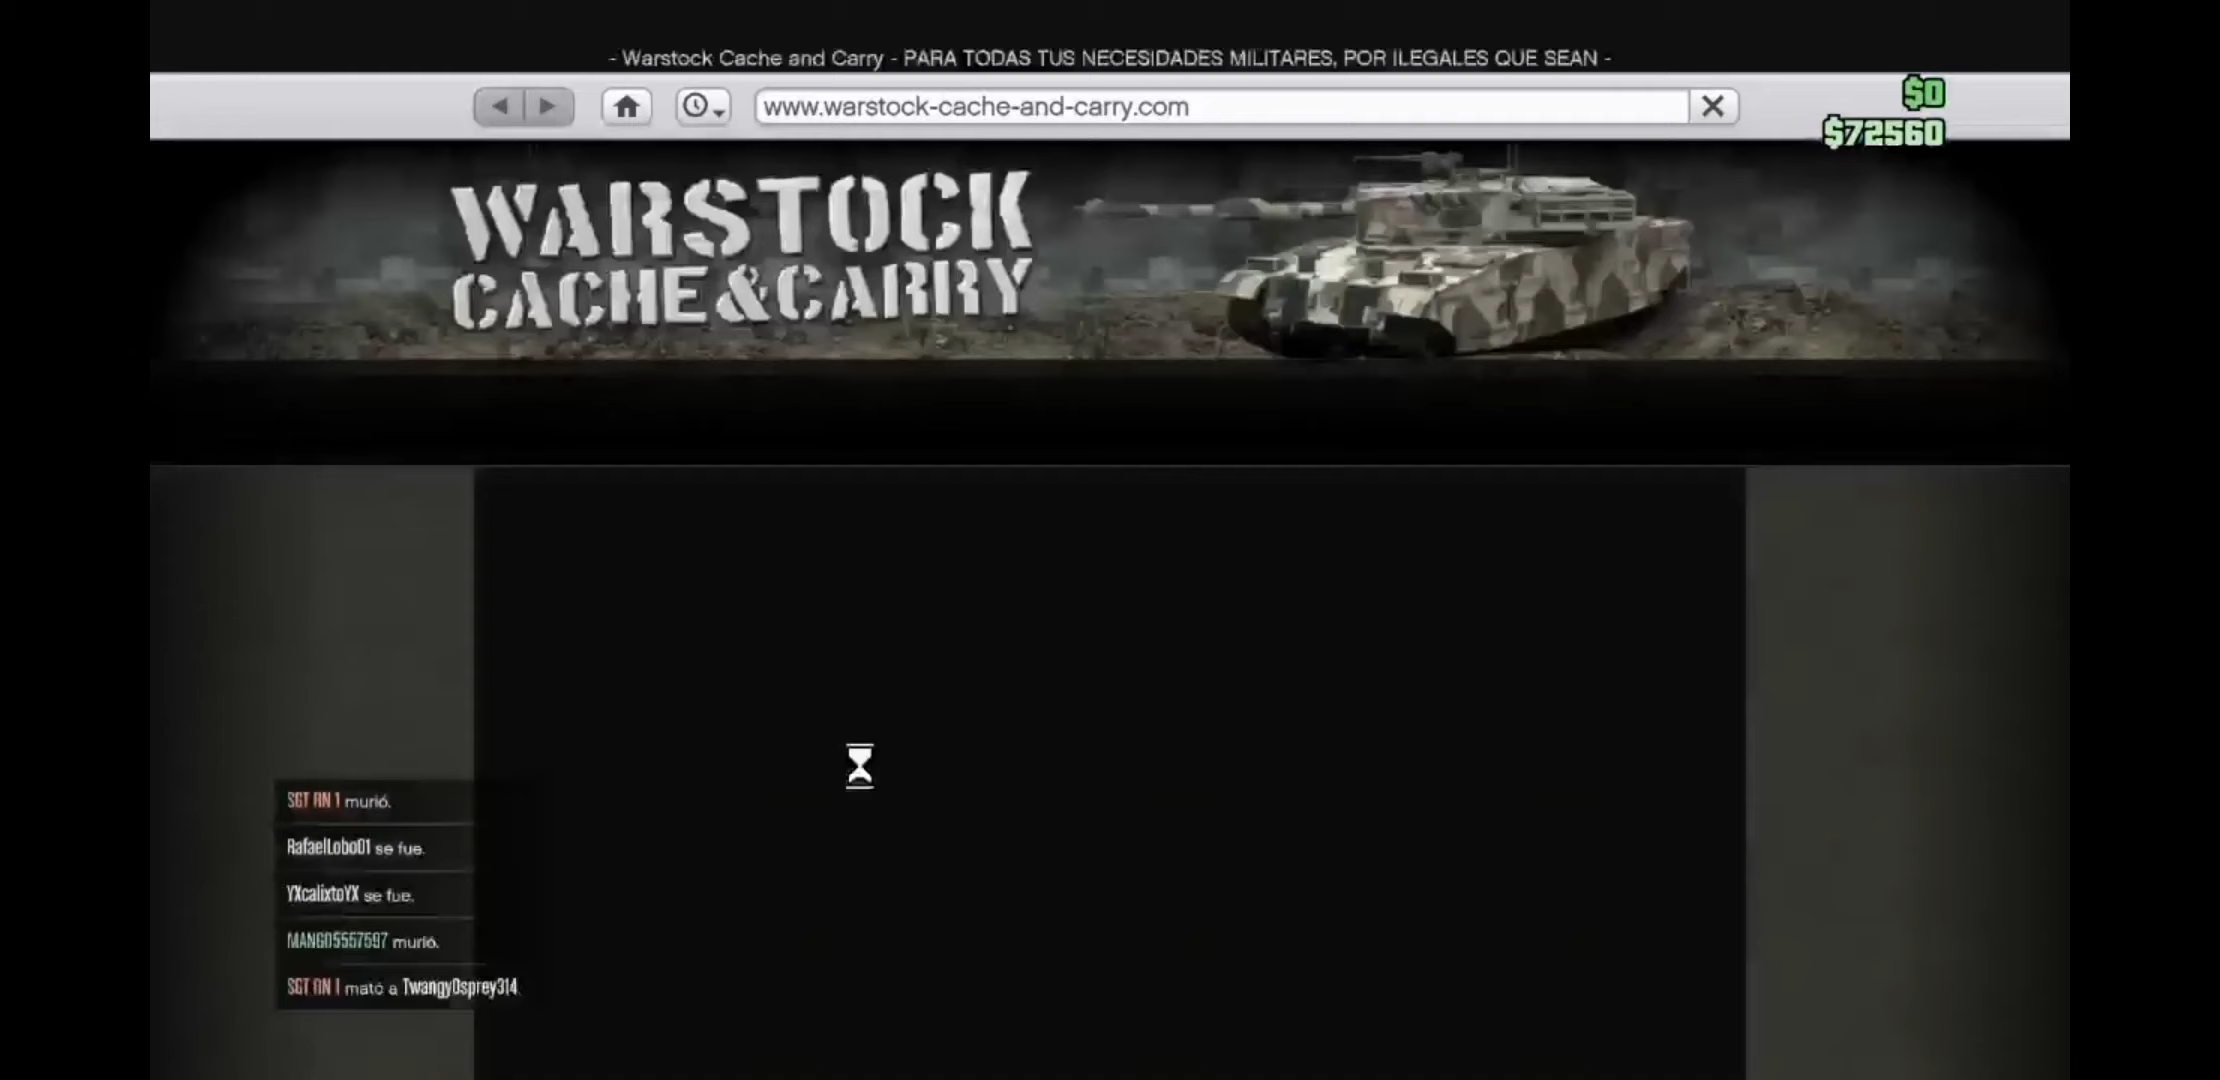 - Warstock Cache and Carry - PARA TODAS TUS NECESIDADES MILITARES, POR ILEGALES QUE SEAN -
www.warstock-cache-and-carry.com
$0
$72560
WARSTOCK
CACHE&CARRY
SGT RN 1 murió.
RafaelLobo01 se fue.
YXcalixtoYX se fue.
MANGO5557597 murió.
SGT RN 1 mató a TwangyOsprey314.